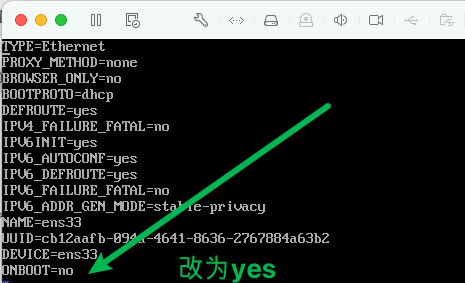 TYPE=Ethernet
PROXY_METHOD=none
BROWSER_ONLY=no
BOOTPROTO=dhcp
DEFROUTE=yes
IPV4_FAILURE_FATAL=no
IPV6INIT=yes
IPV6_AUTOCONF=yes
IPV6_DEFROUTE=yes
IPV6_FAILURE_FATAL=no
IPV6_ADDR_GEN_MODE=stable-privacy
NAME=ens33
UUID=cb12aafb-094a-4641-8636-2767884a63b2
DEVICE=ens33
ONBOOT=no
改为yes